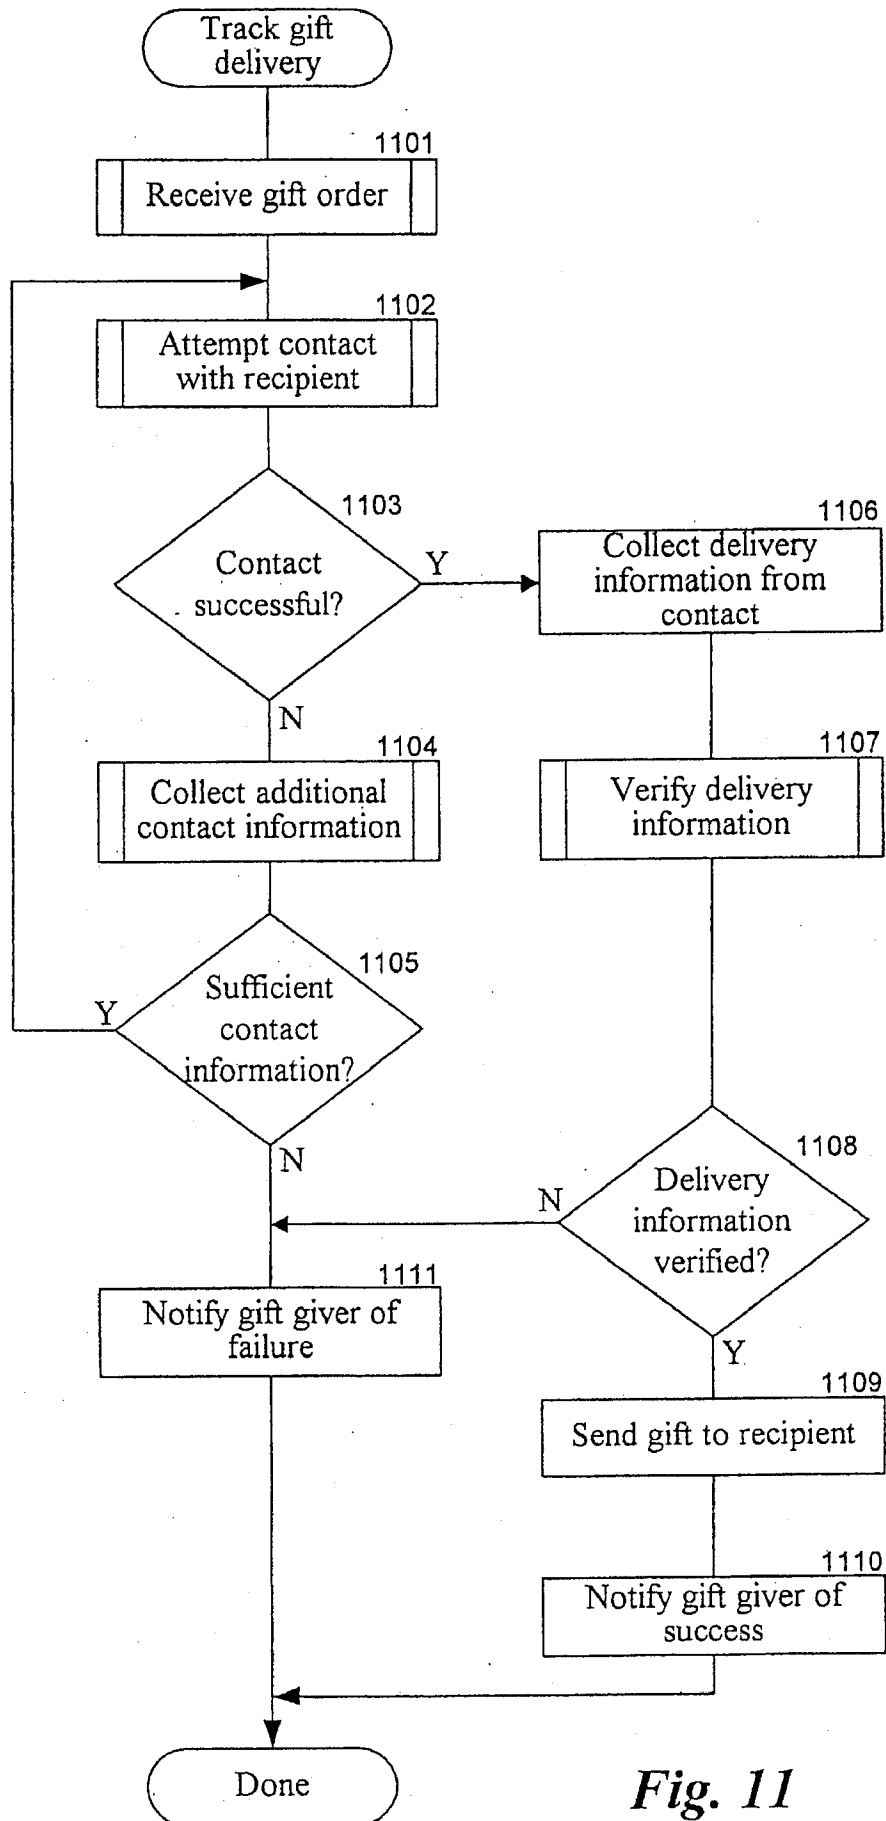 Track gift
delivery
1101
Receive gift order
1102
Attempt contact
with recipient
1103
Contact
successful?
Y
N
1106
Collect delivery
information from
contact
1104
Collect additional
contact information
1107
Verify delivery
information
1105
Sufficient
contact
information?
Y
N
1108
Delivery
information
verified?
N
Y
1111
Notify gift giver of
failure
1109
Send gift to recipient
1110
Notify gift giver of
success
Done
Fig. 11